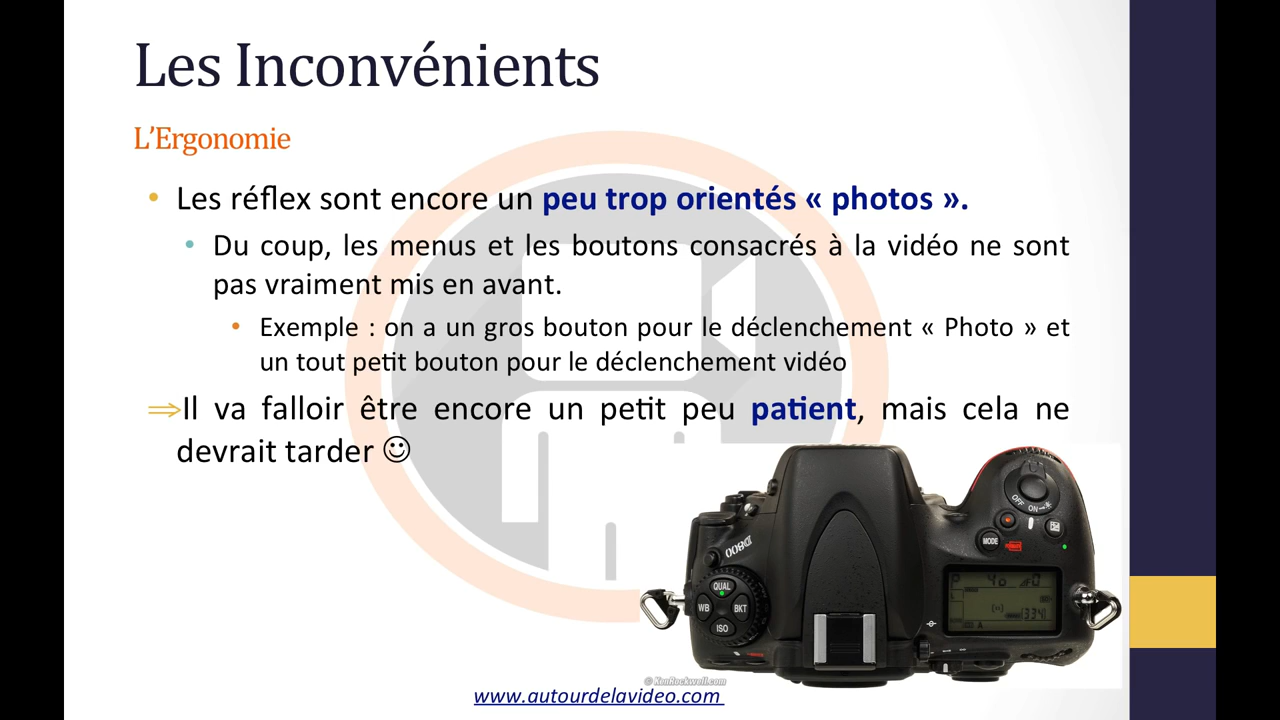 Les Inconvénients
L’Ergonomie
• Les réflex sont encore un peu trop orientés « photos ».
• Du coup, les menus et les boutons consacrés à la vidéo ne sont
pas vraiment mis en avant.
• Exemple : on a un gros bouton pour le déclenchement « Photo » et
un tout petit bouton pour le déclenchement vidéo
⇒Il va falloir être encore un petit peu patient, mais cela ne
devrait tarder ☺
OFF ON
MODE
D800
QUAL
WB BKT
ISO
© KenRockwell.com
www.autourdelavideo.com